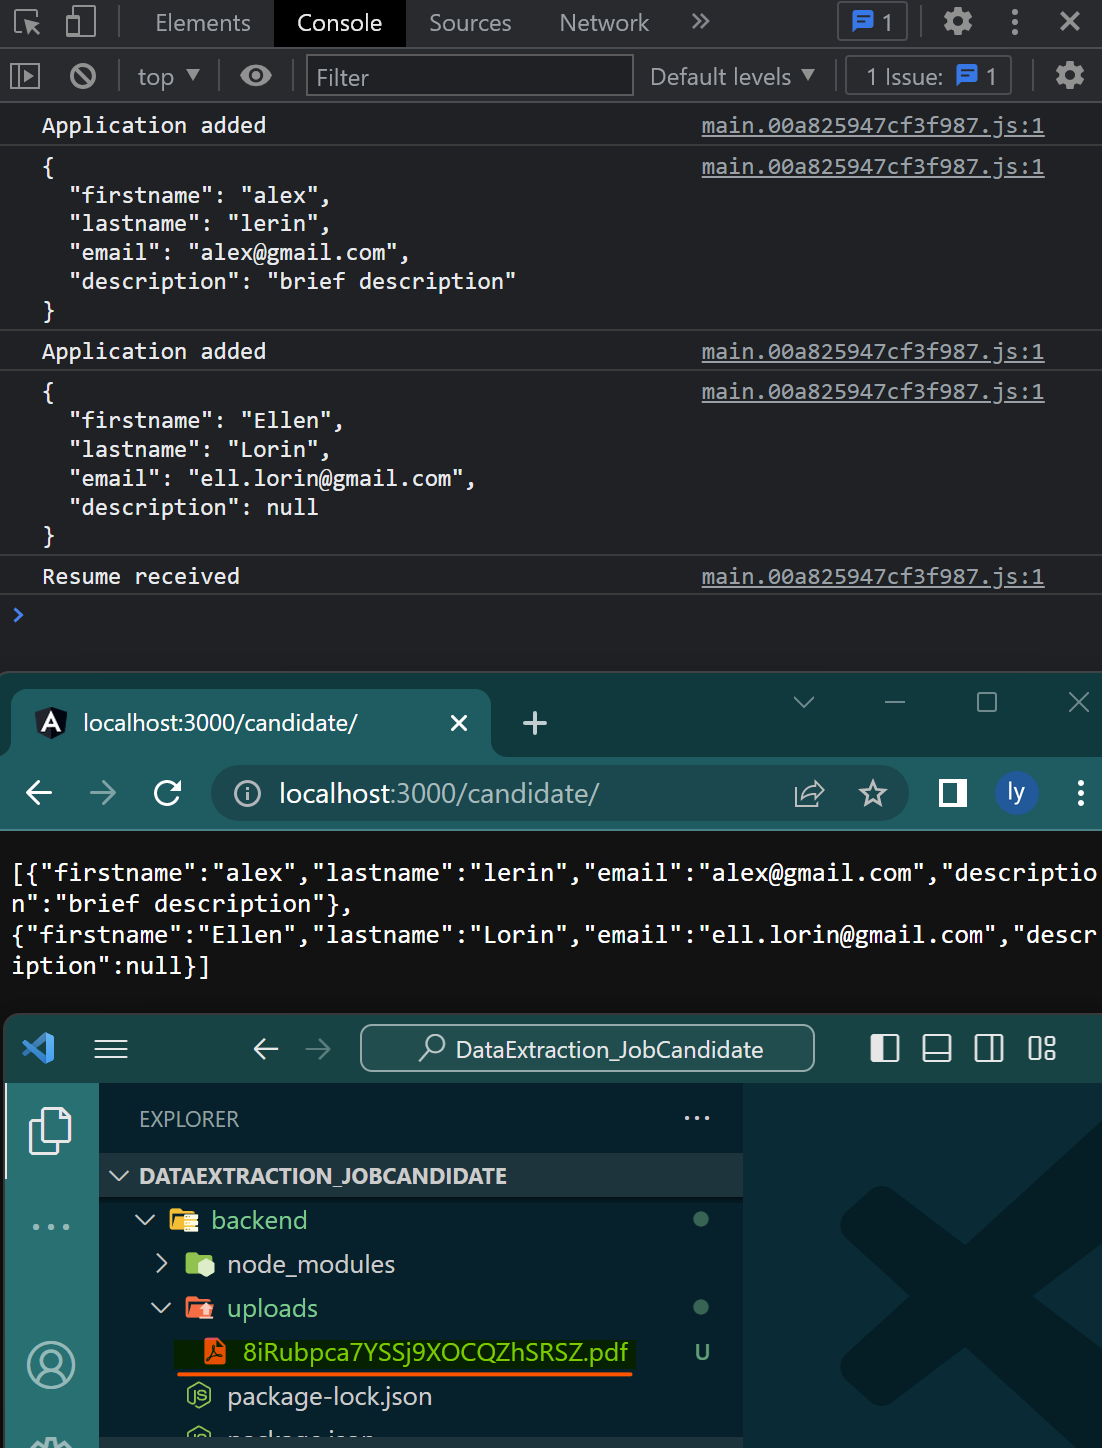 Elements Console Sources Network 1
top Filter Default levels 1 Issue: 1
Application added main.00a825947cf3f987.js:1
{ main.00a825947cf3f987.js:1
"firstname": "alex",
"lastname": "lerin",
"email": "alex@gmail.com",
"description": "brief description"
}
Application added main.00a825947cf3f987.js:1
{ main.00a825947cf3f987.js:1
"firstname": "Ellen",
"lastname": "Lorin",
"email": "ell.lorin@gmail.com",
"description": null
}
Resume received main.00a825947cf3f987.js:1
localhost:3000/candidate/
localhost:3000/candidate/ ly
[{"firstname":"alex","lastname":"lerin","email":"alex@gmail.com","descriptio
n":"brief description"},
{"firstname":"Ellen","lastname":"Lorin","email":"ell.lorin@gmail.com","descr
iption":null}]
DataExtraction_JobCandidate
EXPLORER
DATAEXTRACTION_JOBCANDIDATE
backend
node_modules
uploads
8iRubpca7YSSj9XOCQZhSRSZ.pdf U
package-lock.json
package.json